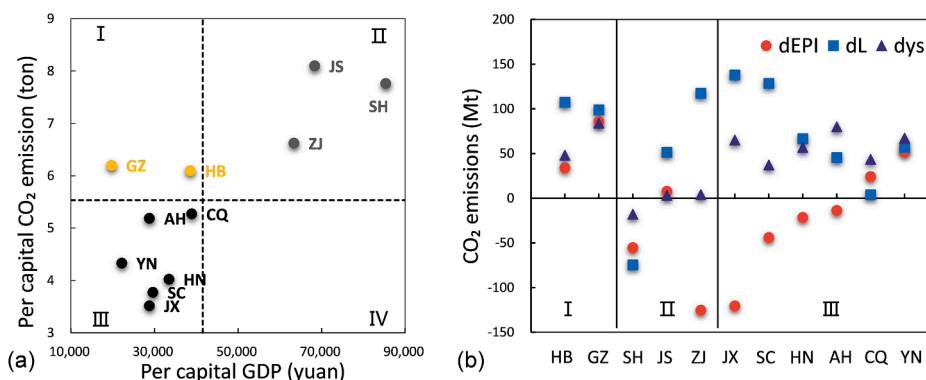 9
8
7
6
5
4
3
I
II
JS
SH
ZJ
GZ
HB
AH
CQ
YN
HN
SC
JX
III
IV
10,000 30,000 50,000 70,000 90,000
Per capital GDP (yuan)
Per capital CO₂ emission (ton)
(a)
200
150
100
50
0
-50
-100
-150
dEPI dL dys
CO₂ emissions (Mt)
I II III
HB GZ SH JS ZJ JX SC HN AH CQ YN
(b)